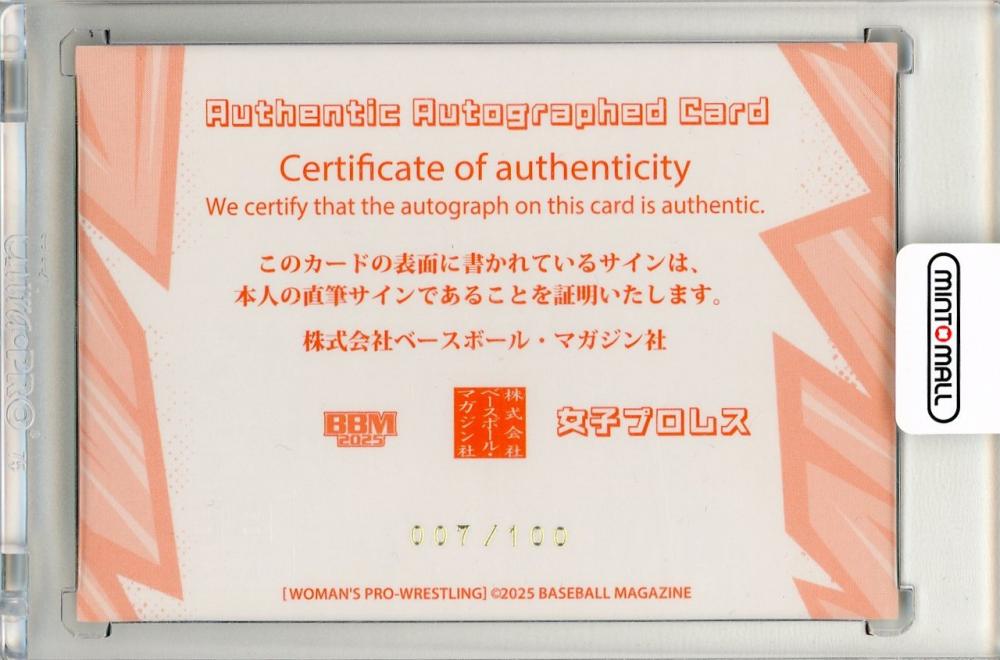 Authentic Autographed Card
Certificate of authenticity
We certify that the autograph on this card is authentic.
このカードの表面に書かれているサインは、
本人の直筆サインであることを証明いたします。
株式会社ベースボール・マガジン社
BBM
2025
株式会社
ベースボール・
マガジン社
女子プロレス
007/100
[WOMAN'S PRO-WRESTLING] ©2025 BASEBALL MAGAZINE
MINTOMALL
Ultra•PRO®